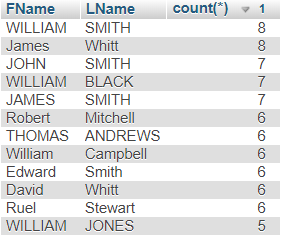 FName LName count(*) 1
WILLIAM SMITH 8
James Whitt 8
JOHN SMITH 7
WILLIAM BLACK 7
JAMES SMITH 7
Robert Mitchell 6
THOMAS ANDREWS 6
William Campbell 6
Edward Smith 6
David Whitt 6
Ruel Stewart 6
WILLIAM JONES 5